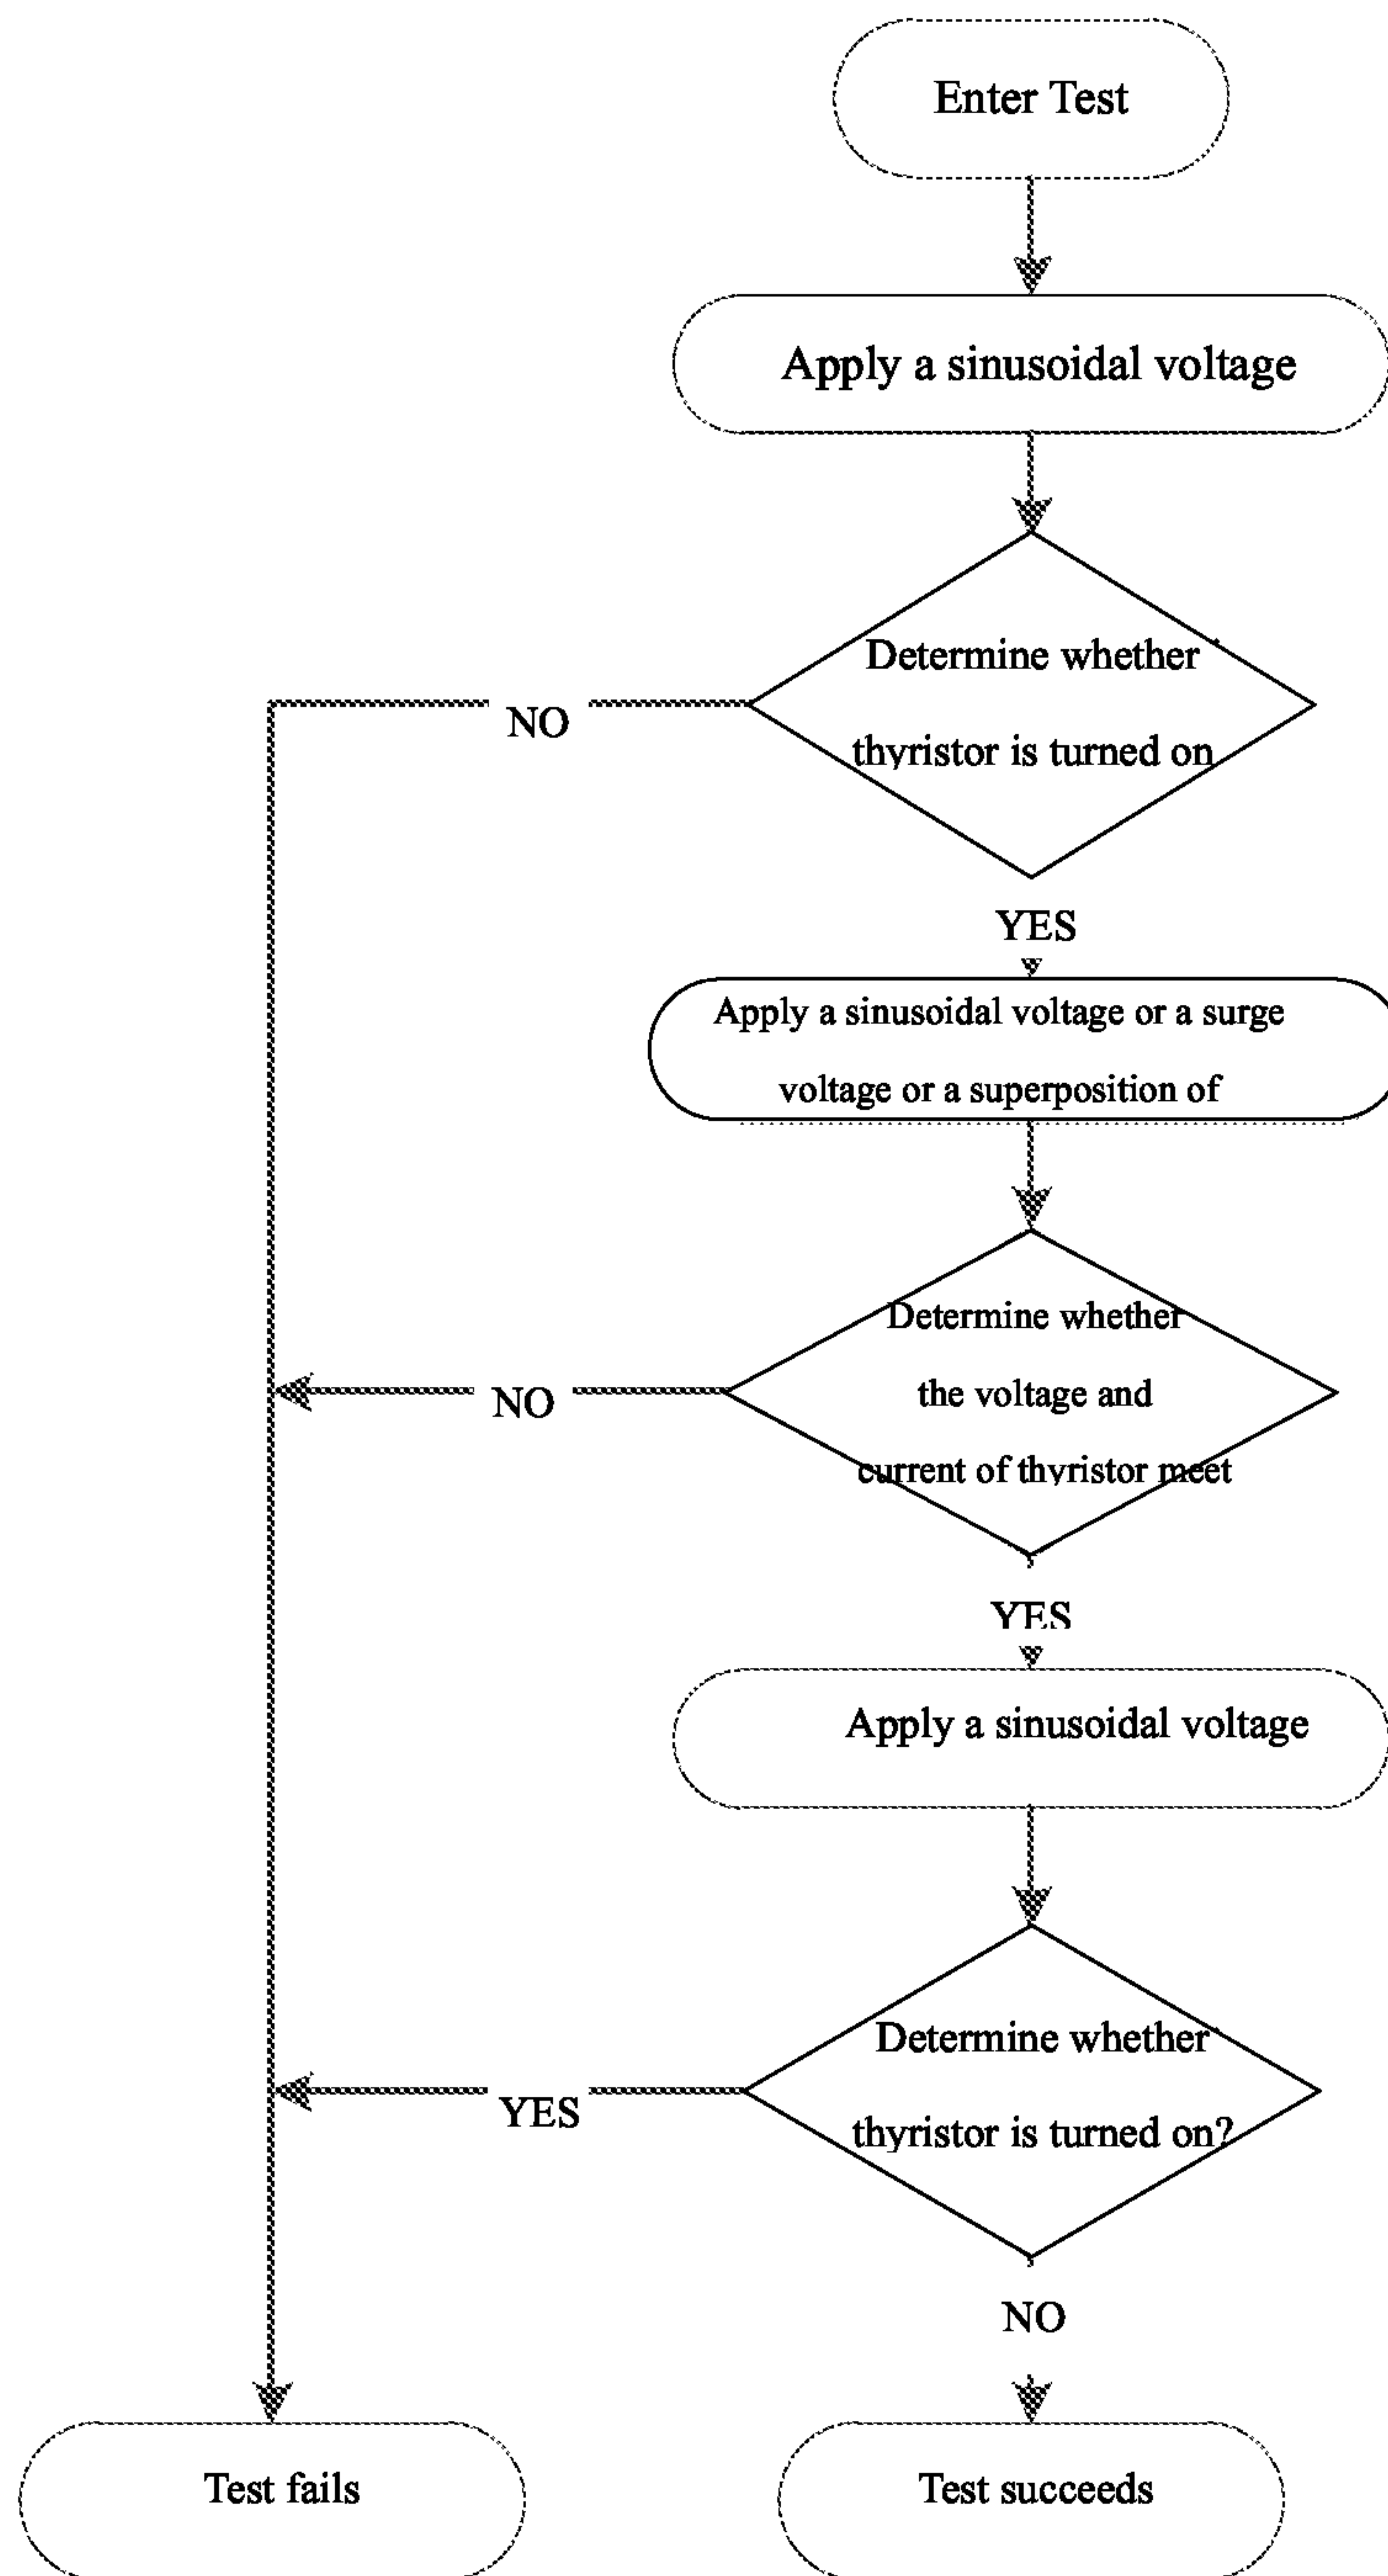 Enter Test
Apply a sinusoidal voltage
Determine whether
thyristor is turned on
NO
YES
Apply a sinusoidal voltage or a surge
voltage or a superposition of
Determine whether
the voltage and
current of thyristor meet
NO
YES
Apply a sinusoidal voltage
Determine whether
thyristor is turned on?
YES
NO
Test fails
Test succeeds